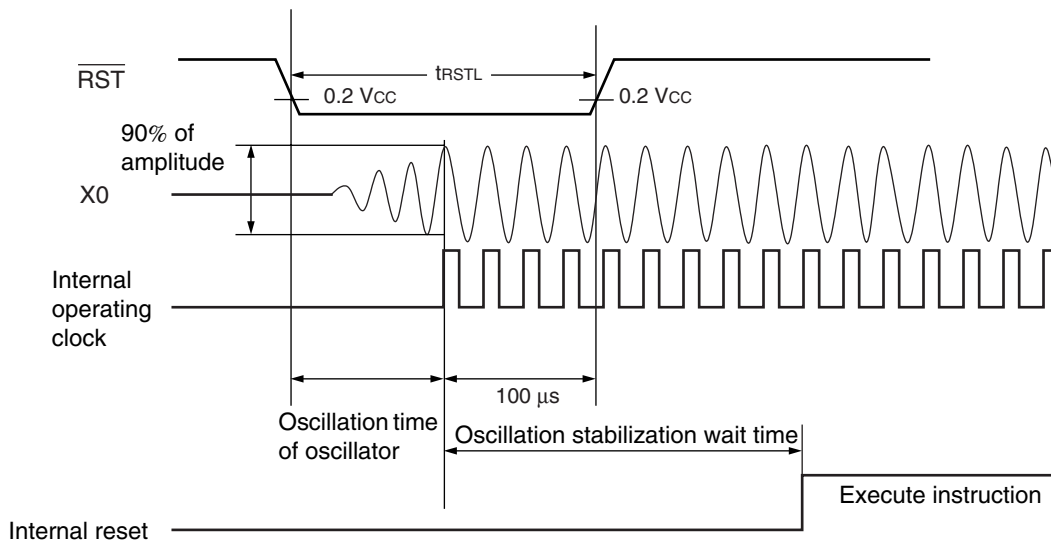 RST
tRSTL
0.2 VCC
0.2 VCC
90% of
amplitude
X0
Internal
operating
clock
100 μs
Oscillation time
of oscillator
Oscillation stabilization wait time
Execute instruction
Internal reset